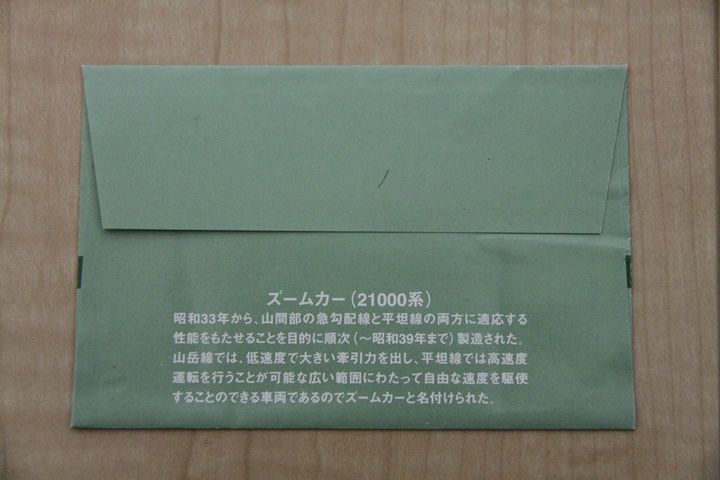 ズームカー(21000系)
昭和33年から、山間部の急勾配線と平坦線の両方に適応する
性能をもたせることを目的に順次(〜昭和39年まで)製造された。
山岳線では、低速度で大きい牽引力を出し、平坦線では高速度
運転を行うことが可能な広い範囲にわたって自由な速度を駆使
することのできる車両であるのでズームカーと名付けられた。